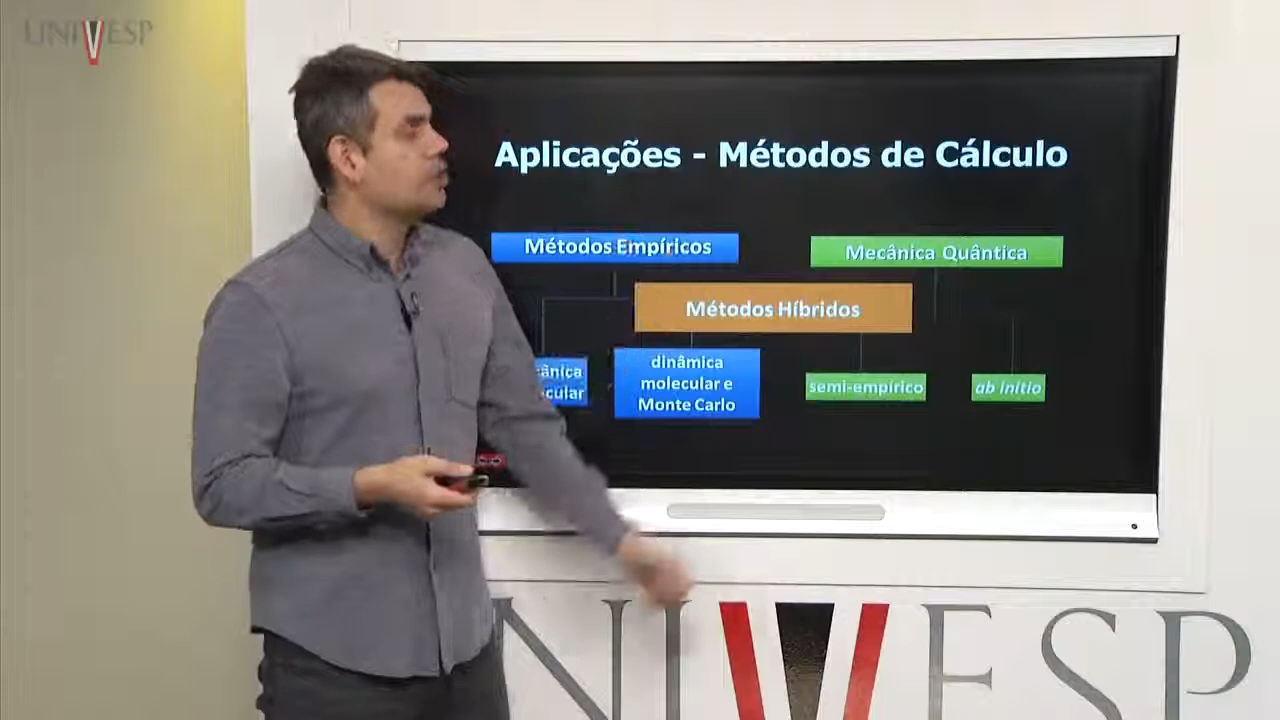 UNIVESP
Aplicações - Métodos de Cálculo
Métodos Empíricos
Mecânica Quântica
Métodos Híbridos
dinâmica
molecular e
Monte Carlo
semi-empírico
ab initio
NIVESP